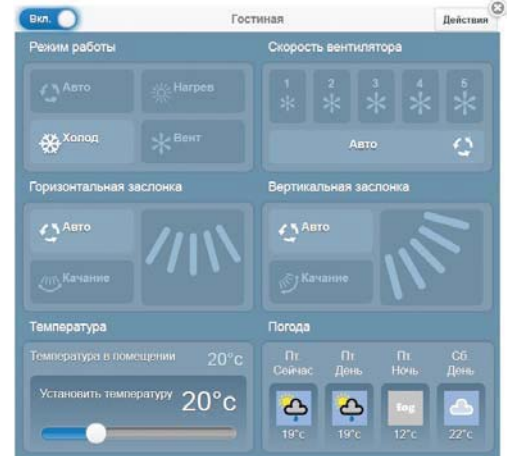 Вкл.
Гостиная
Действия
Режим работы
Авто
Нагрев
Холод
Вент
Скорость вентилятора
1 2 3 4 5
Авто
Горизонтальная заслонка
Авто
Качание
Вертикальная заслонка
Авто
Качание
Температура
Температура в помещении 20°c
Установить температуру 20°c
Погода
Пт Пт Пт Сб
Сейчас День Ночь День
fog
19°c 19°c 12°c 22°c